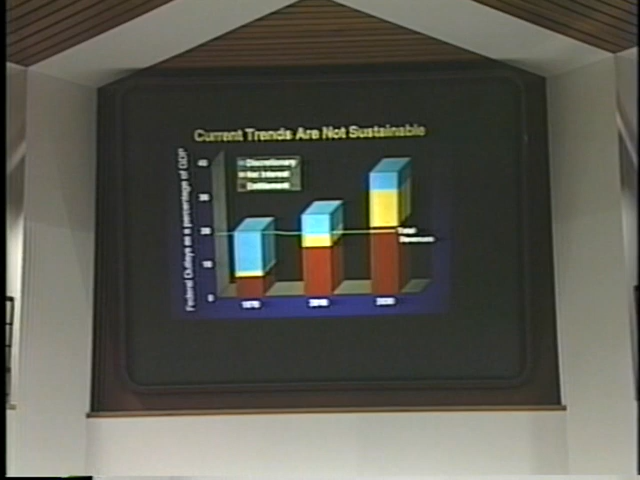 Current Trends Are Not Sustainable
Federal Outlays as a percentage of GDP
40
30
20
10
0
Discretionary
Net Interest
Entitlement
Total
Revenues
1970
2010
2030